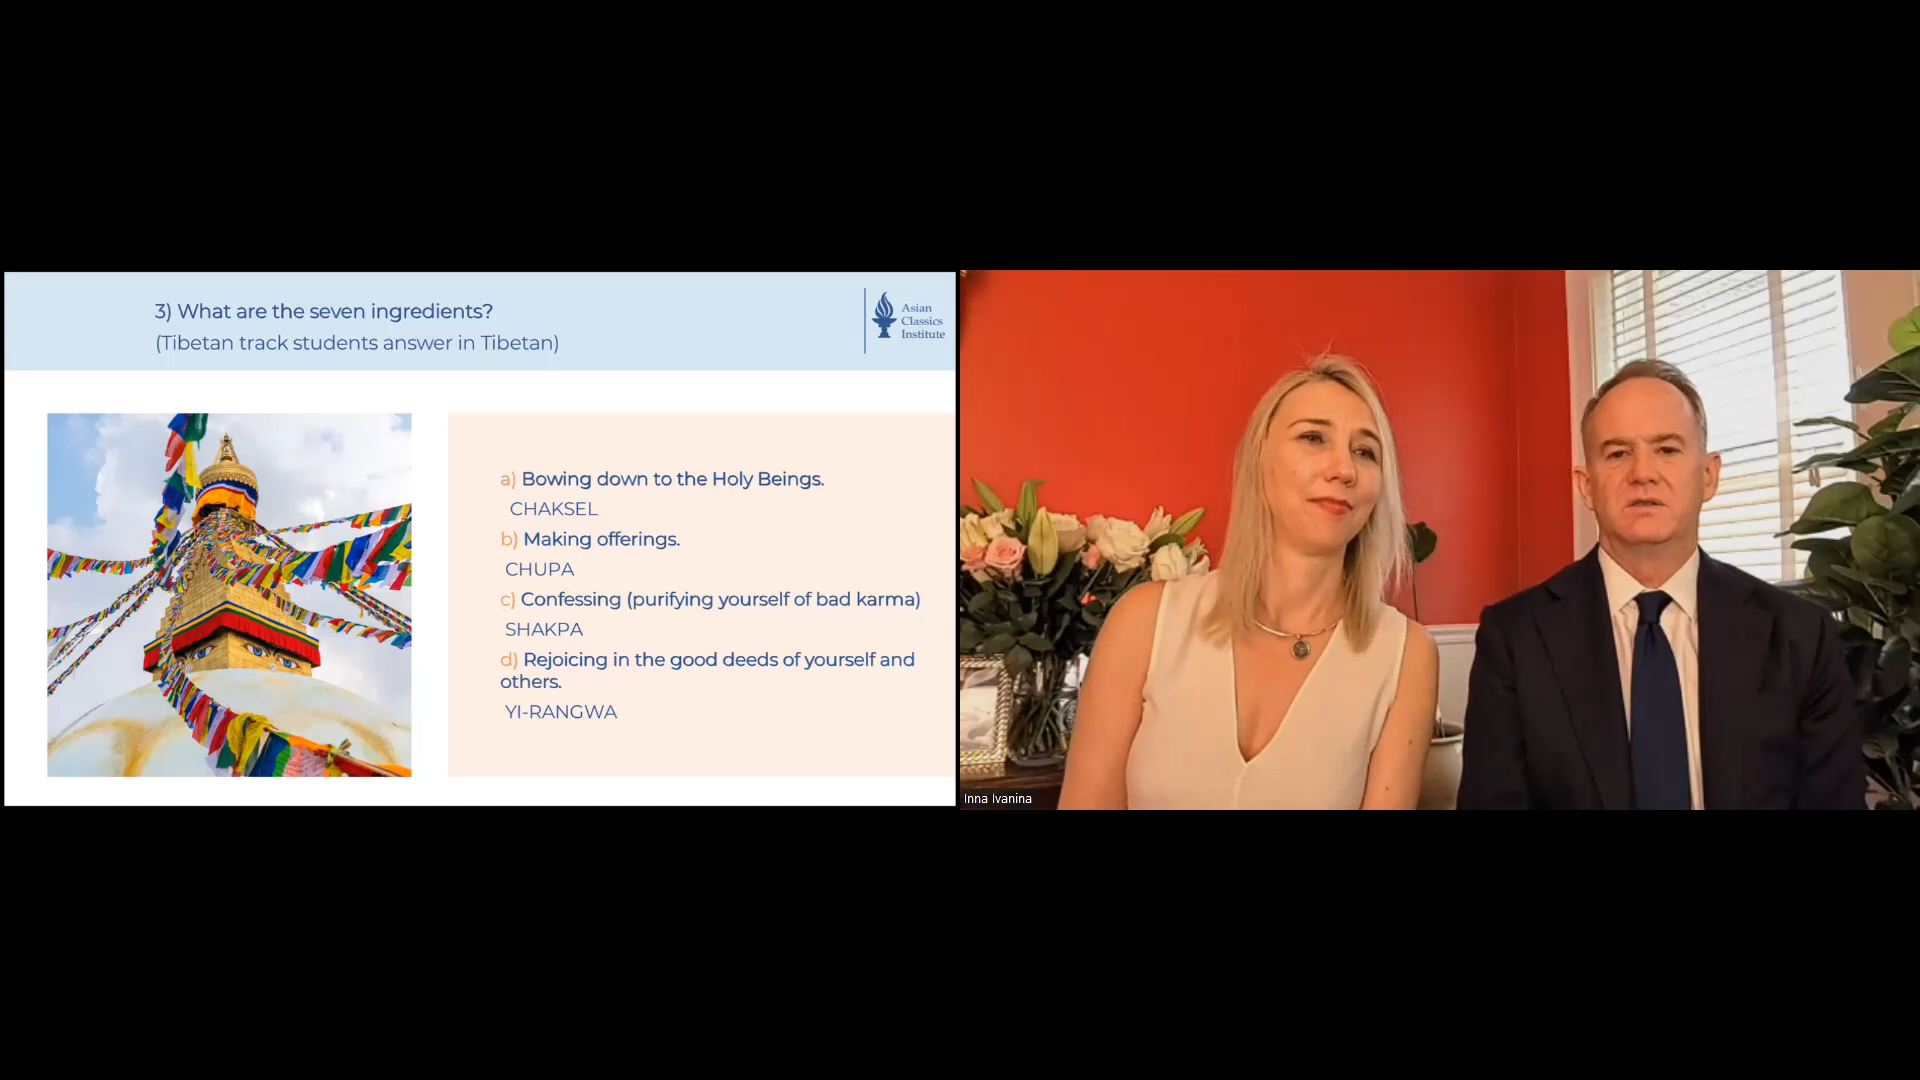 3) What are the seven ingredients?
(Tibetan track students answer in Tibetan)
Asian
Classics
Institute
a) Bowing down to the Holy Beings.
CHAKSEL
b) Making offerings.
CHUPA
c) Confessing (purifying yourself of bad karma)
SHAKPA
d) Rejoicing in the good deeds of yourself and
others.
YI-RANGWA
Inna Ivanina